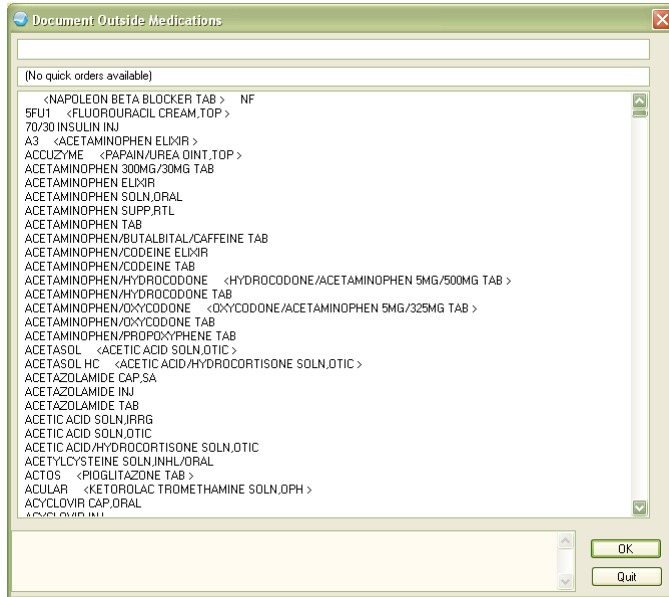 Document Outside Medications
(No quick orders available)
<NAPOLEON BETA BLOCKER TAB > NF
5FU1 <FLUOROURACIL CREAM,TOP >
70/30 INSULIN INJ
A3 <ACETAMINOPHEN ELIXIR >
ACCUZYME <PAPAIN/UREA OINT,TOP >
ACETAMINOPHEN 300MG/30MG TAB
ACETAMINOPHEN ELIXIR
ACETAMINOPHEN SOLN,ORAL
ACETAMINOPHEN SUPP,RTL
ACETAMINOPHEN TAB
ACETAMINOPHEN/BUTALBITAL/CAFFEINE TAB
ACETAMINOPHEN/CODEINE ELIXIR
ACETAMINOPHEN/CODEINE TAB
ACETAMINOPHEN/HYDROCODONE <HYDROCODONE/ACETAMINOPHEN 5MG/500MG TAB >
ACETAMINOPHEN/HYDROCODONE TAB
ACETAMINOPHEN/OXYCODONE <OXYCODONE/ACETAMINOPHEN 5MG/325MG TAB >
ACETAMINOPHEN/OXYCODONE TAB
ACETAMINOPHEN/PROPOXYPHENE TAB
ACETASOL <ACETIC ACID SOLN,OTIC >
ACETASOL HC <ACETIC ACID/HYDROCORTISONE SOLN,OTIC >
ACETAZOLAMIDE CAP,SA
ACETAZOLAMIDE INJ
ACETAZOLAMIDE TAB
ACETIC ACID SOLN,IRRG
ACETIC ACID SOLN,OTIC
ACETIC ACID/HYDROCORTISONE SOLN,OTIC
ACETYLCYSTEINE SOLN,INHL/ORAL
ACTOS <PIOGLITAZONE TAB >
ACULAR <KETOROLAC TROMETHAMINE SOLN,OPH >
ACYCLOVIR CAP,ORAL
ACYCLOVIR INJ
OK
Quit